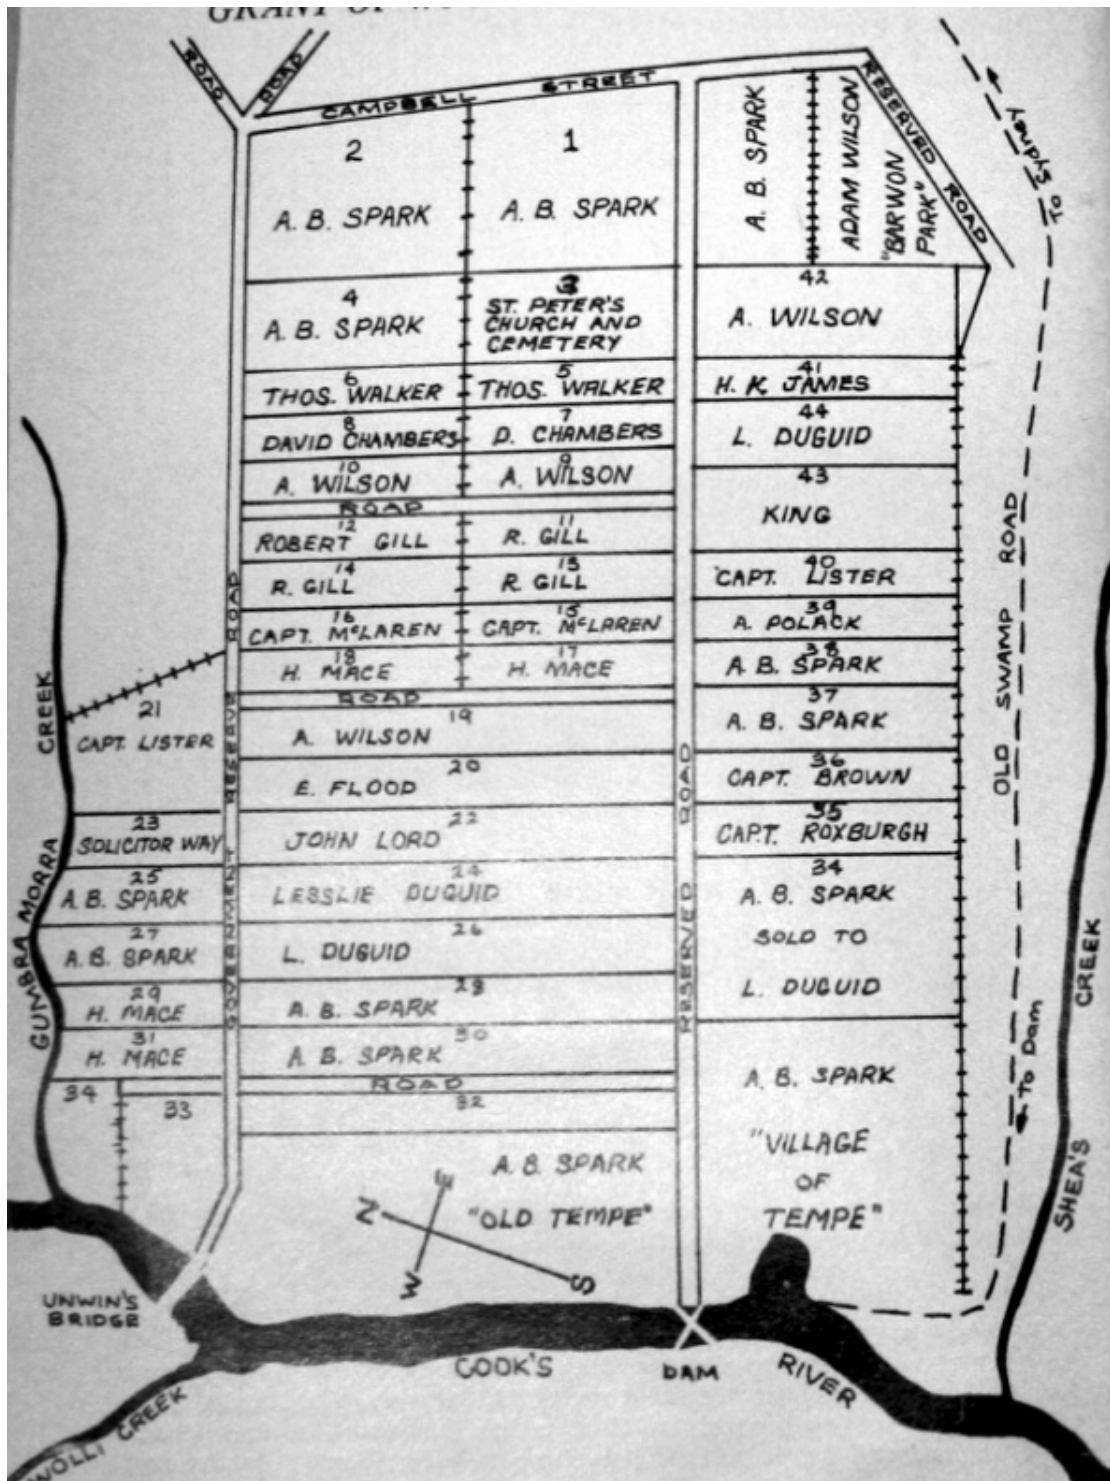 GRANT OF
ROAD
ROAD
CAMPBELL STREET
RESERVED ROAD
To Sydney
2
A. B. SPARK
1
A. B. SPARK
A. B. SPARK
ADAM WILSON
"BARWON
PARK"
4
A. B. SPARK
3
ST. PETER'S
CHURCH AND
CEMETERY
42
A. WILSON
6
THOS. WALKER
5
THOS. WALKER
41
H. K. JAMES
8
DAVID CHAMBERS
7
D. CHAMBERS
44
L. DUGUID
10
A. WILSON
9
A. WILSON
43
KING
ROAD
12
ROBERT GILL
11
R. GILL
40
CAPT. LISTER
14
R. GILL
13
R. GILL
39
A. POLACK
16
CAPT. McLAREN
15
CAPT. McLAREN
38
A. B. SPARK
18
H. MACE
17
H. MACE
ROAD
37
A. B. SPARK
21
CAPT. LISTER
19
A. WILSON
20
E. FLOOD
36
CAPT. BROWN
23
SOLICITOR WAY
22
JOHN LORD
35
CAPT. ROXBURGH
25
A. B. SPARK
24
LESSLIE DUGUID
34
A. B. SPARK
SOLD TO
L. DUGUID
27
A. B. SPARK
26
L. DUGUID
29
H. MACE
28
A. B. SPARK
31
H. MACE
30
A. B. SPARK
ROAD
34
33
32
A. B. SPARK
"OLD TEMPE"
A. B. SPARK
"VILLAGE
OF
TEMPE"
GOVERNMENT RESERVE ROAD
RESERVED ROAD
OLD SWAMP ROAD
To Dam
GUMBRA MORRA CREEK
SHEA'S CREEK
N
E
W
S
UNWIN'S
BRIDGE
COOK'S RIVER
DAM
WOLLI CREEK